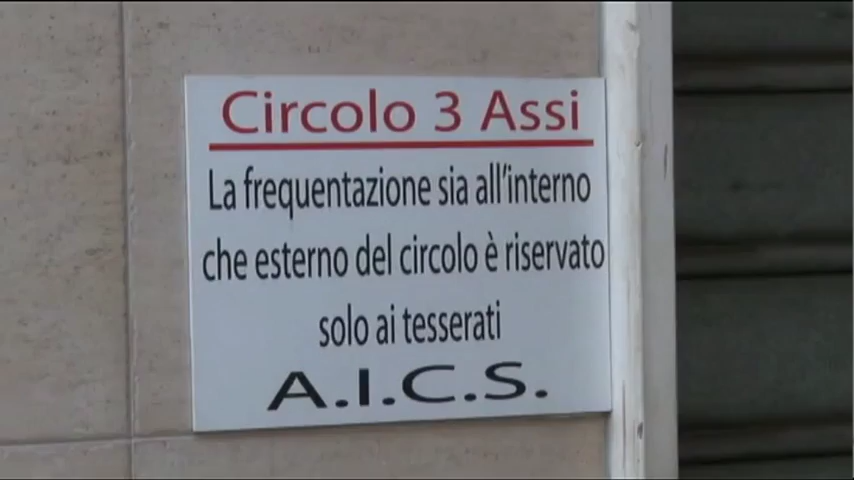 Circolo 3 Assi
La frequentazione sia all'interno
che esterno del circolo è riservato
solo ai tesserati
A.I.C.S.